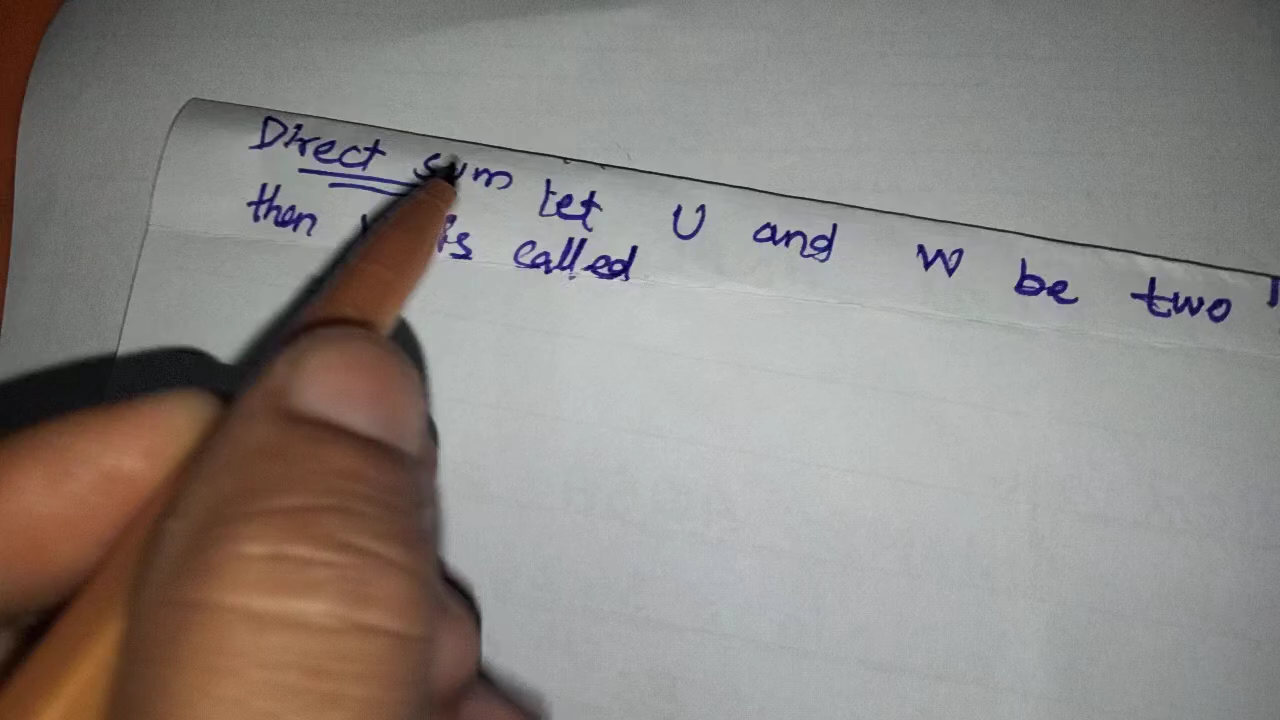 Direct sum let U and W be two
then is called